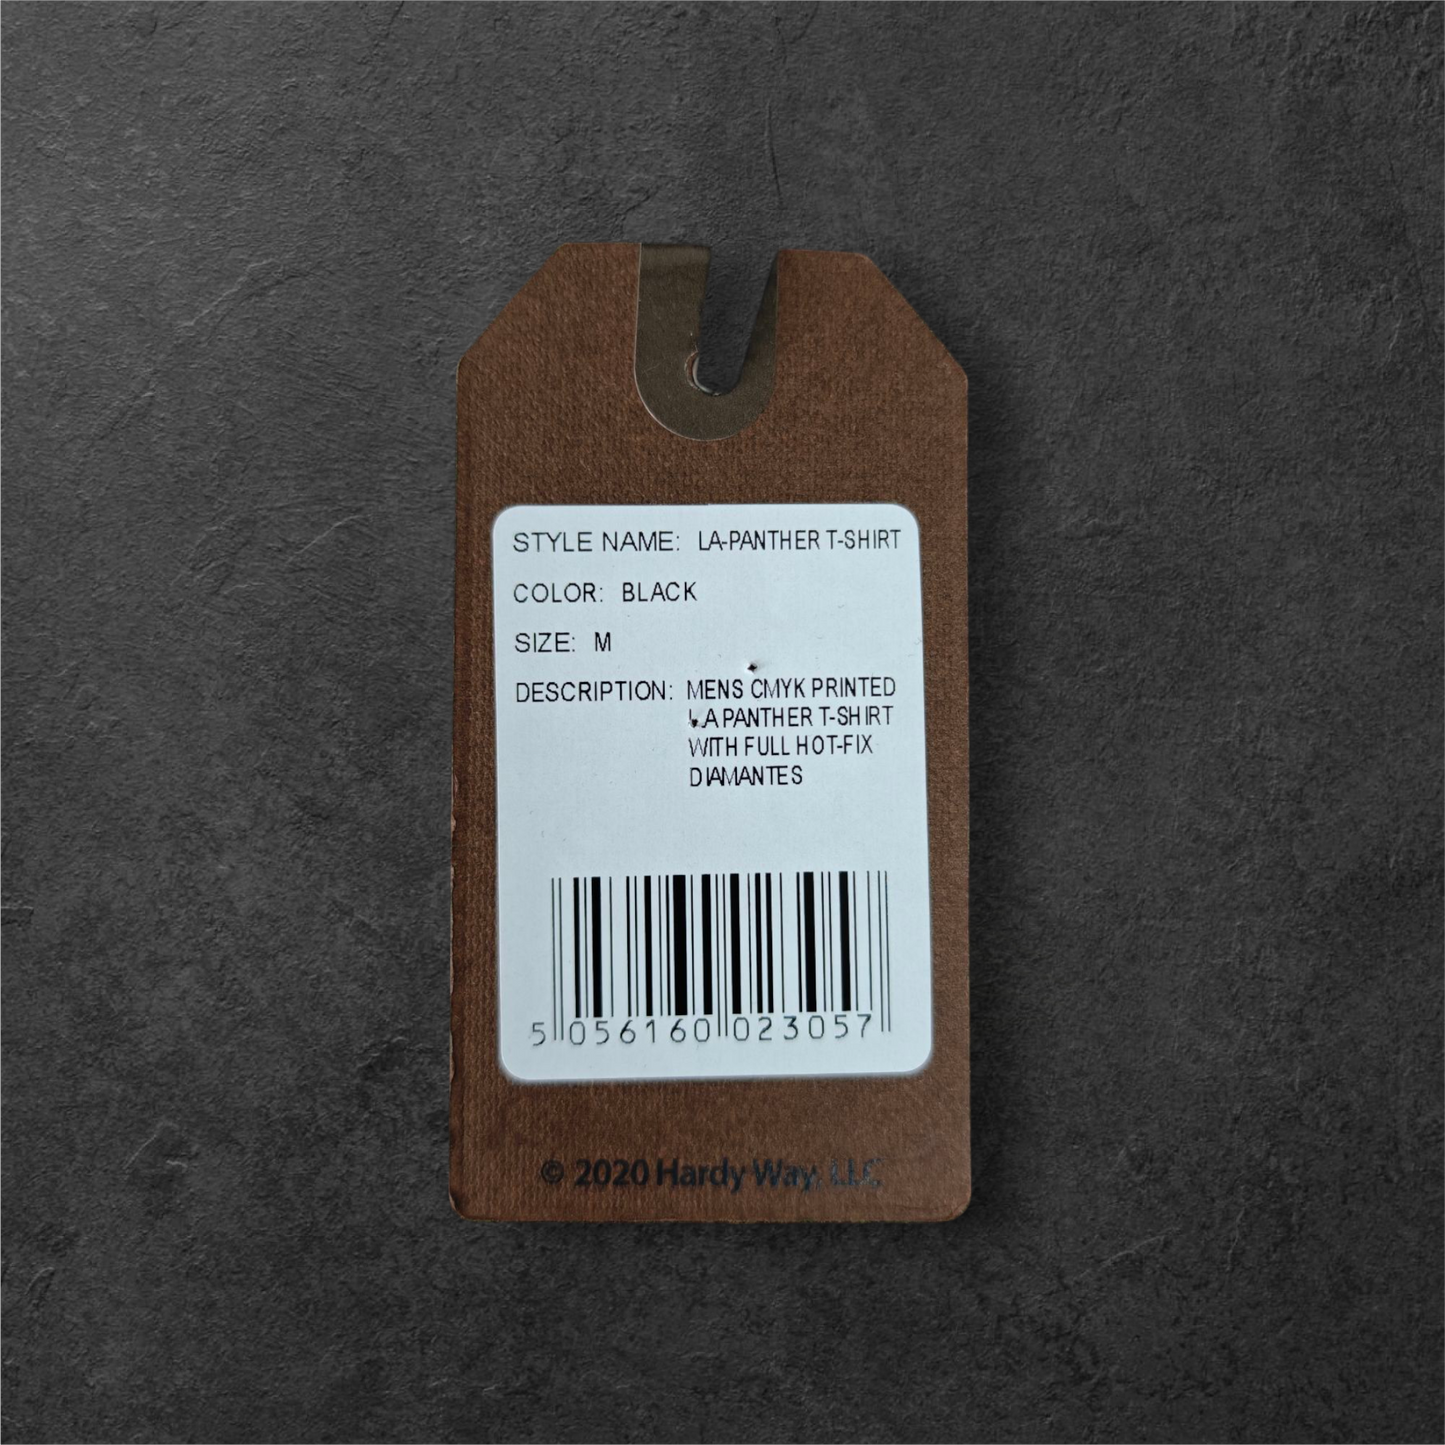 STYLE NAME: LA-PANTHER T-SHIRT
COLOR: BLACK
SIZE: M
DESCRIPTION: MENS CMYK PRINTED
LA PANTHER T-SHIRT
WITH FULL HOT-FIX
DIAMANTES
5 056160 023057
© 2020 Hardy Way, LLC